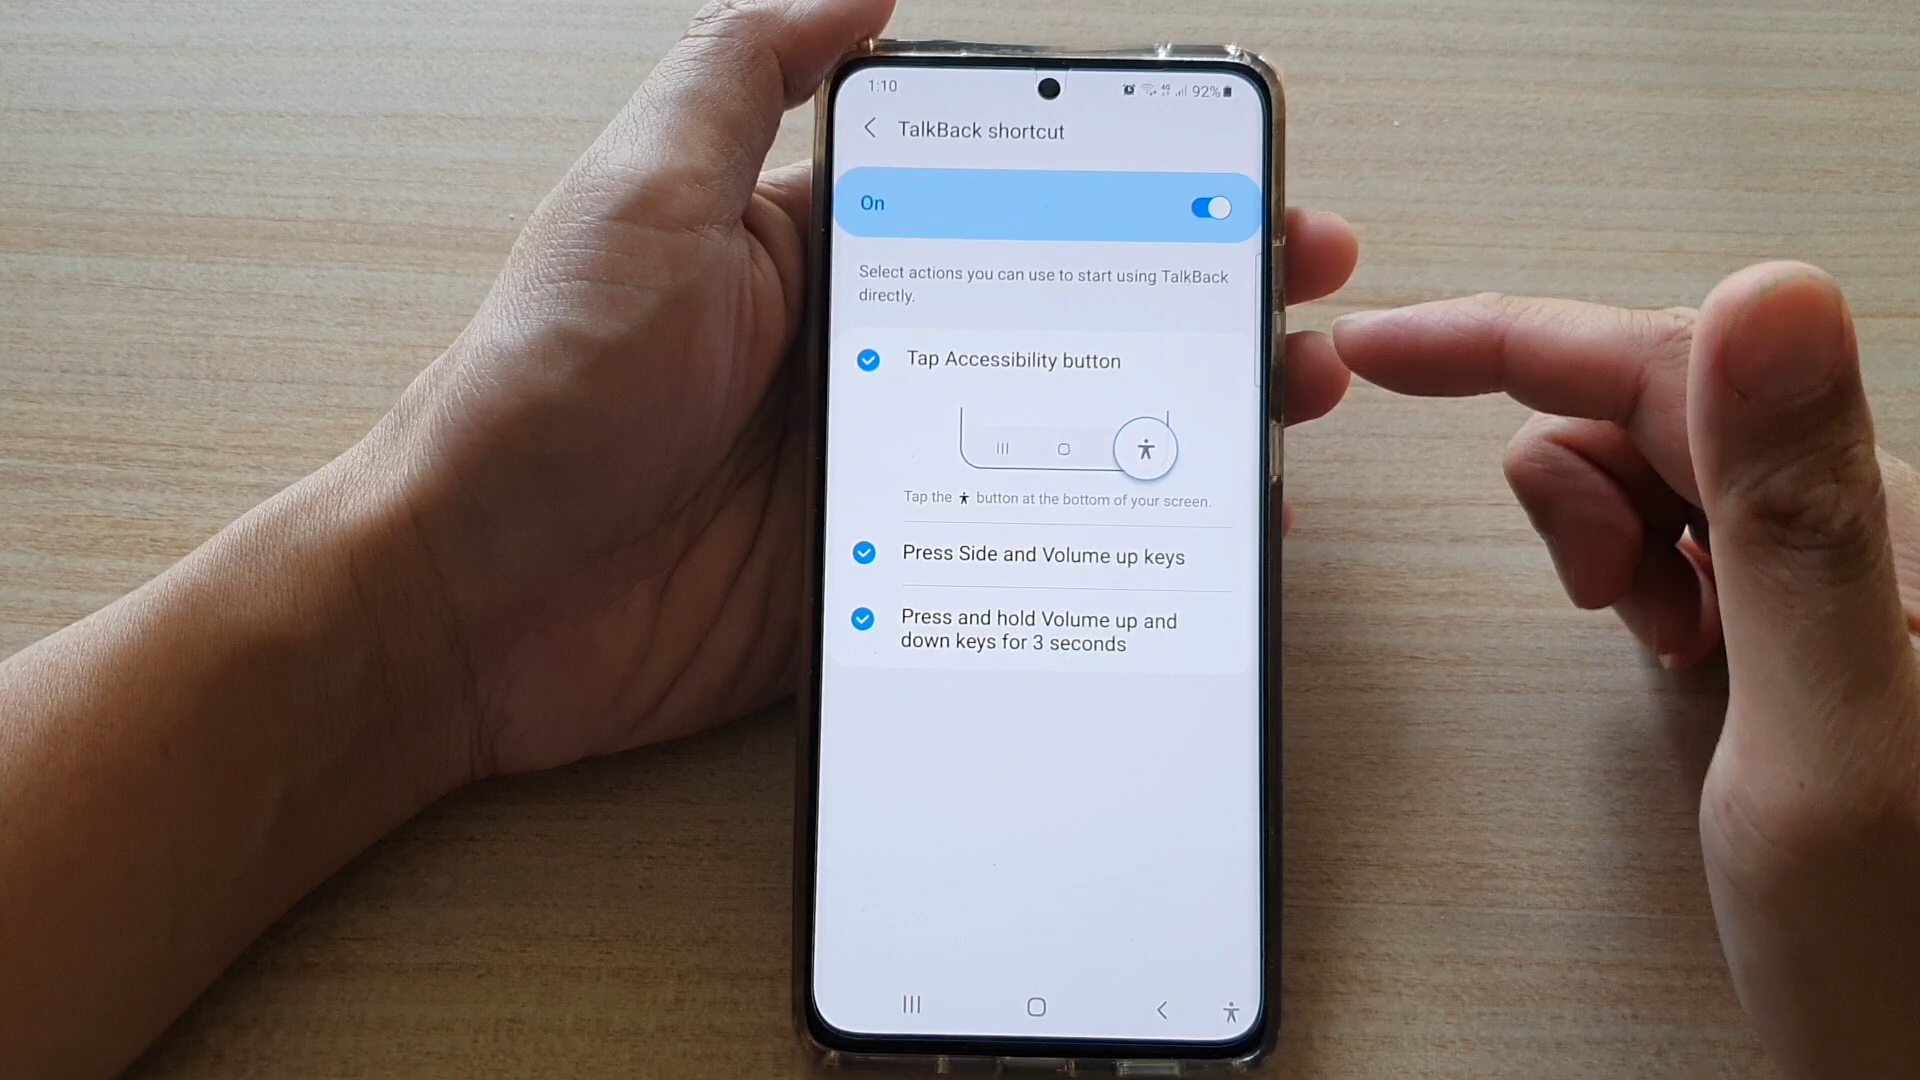 1:10
92%
TalkBack shortcut
On
Select actions you can use to start using TalkBack
directly.
Tap Accessibility button
Tap the button at the bottom of your screen.
Press Side and Volume up keys
Press and hold Volume up and
down keys for 3 seconds